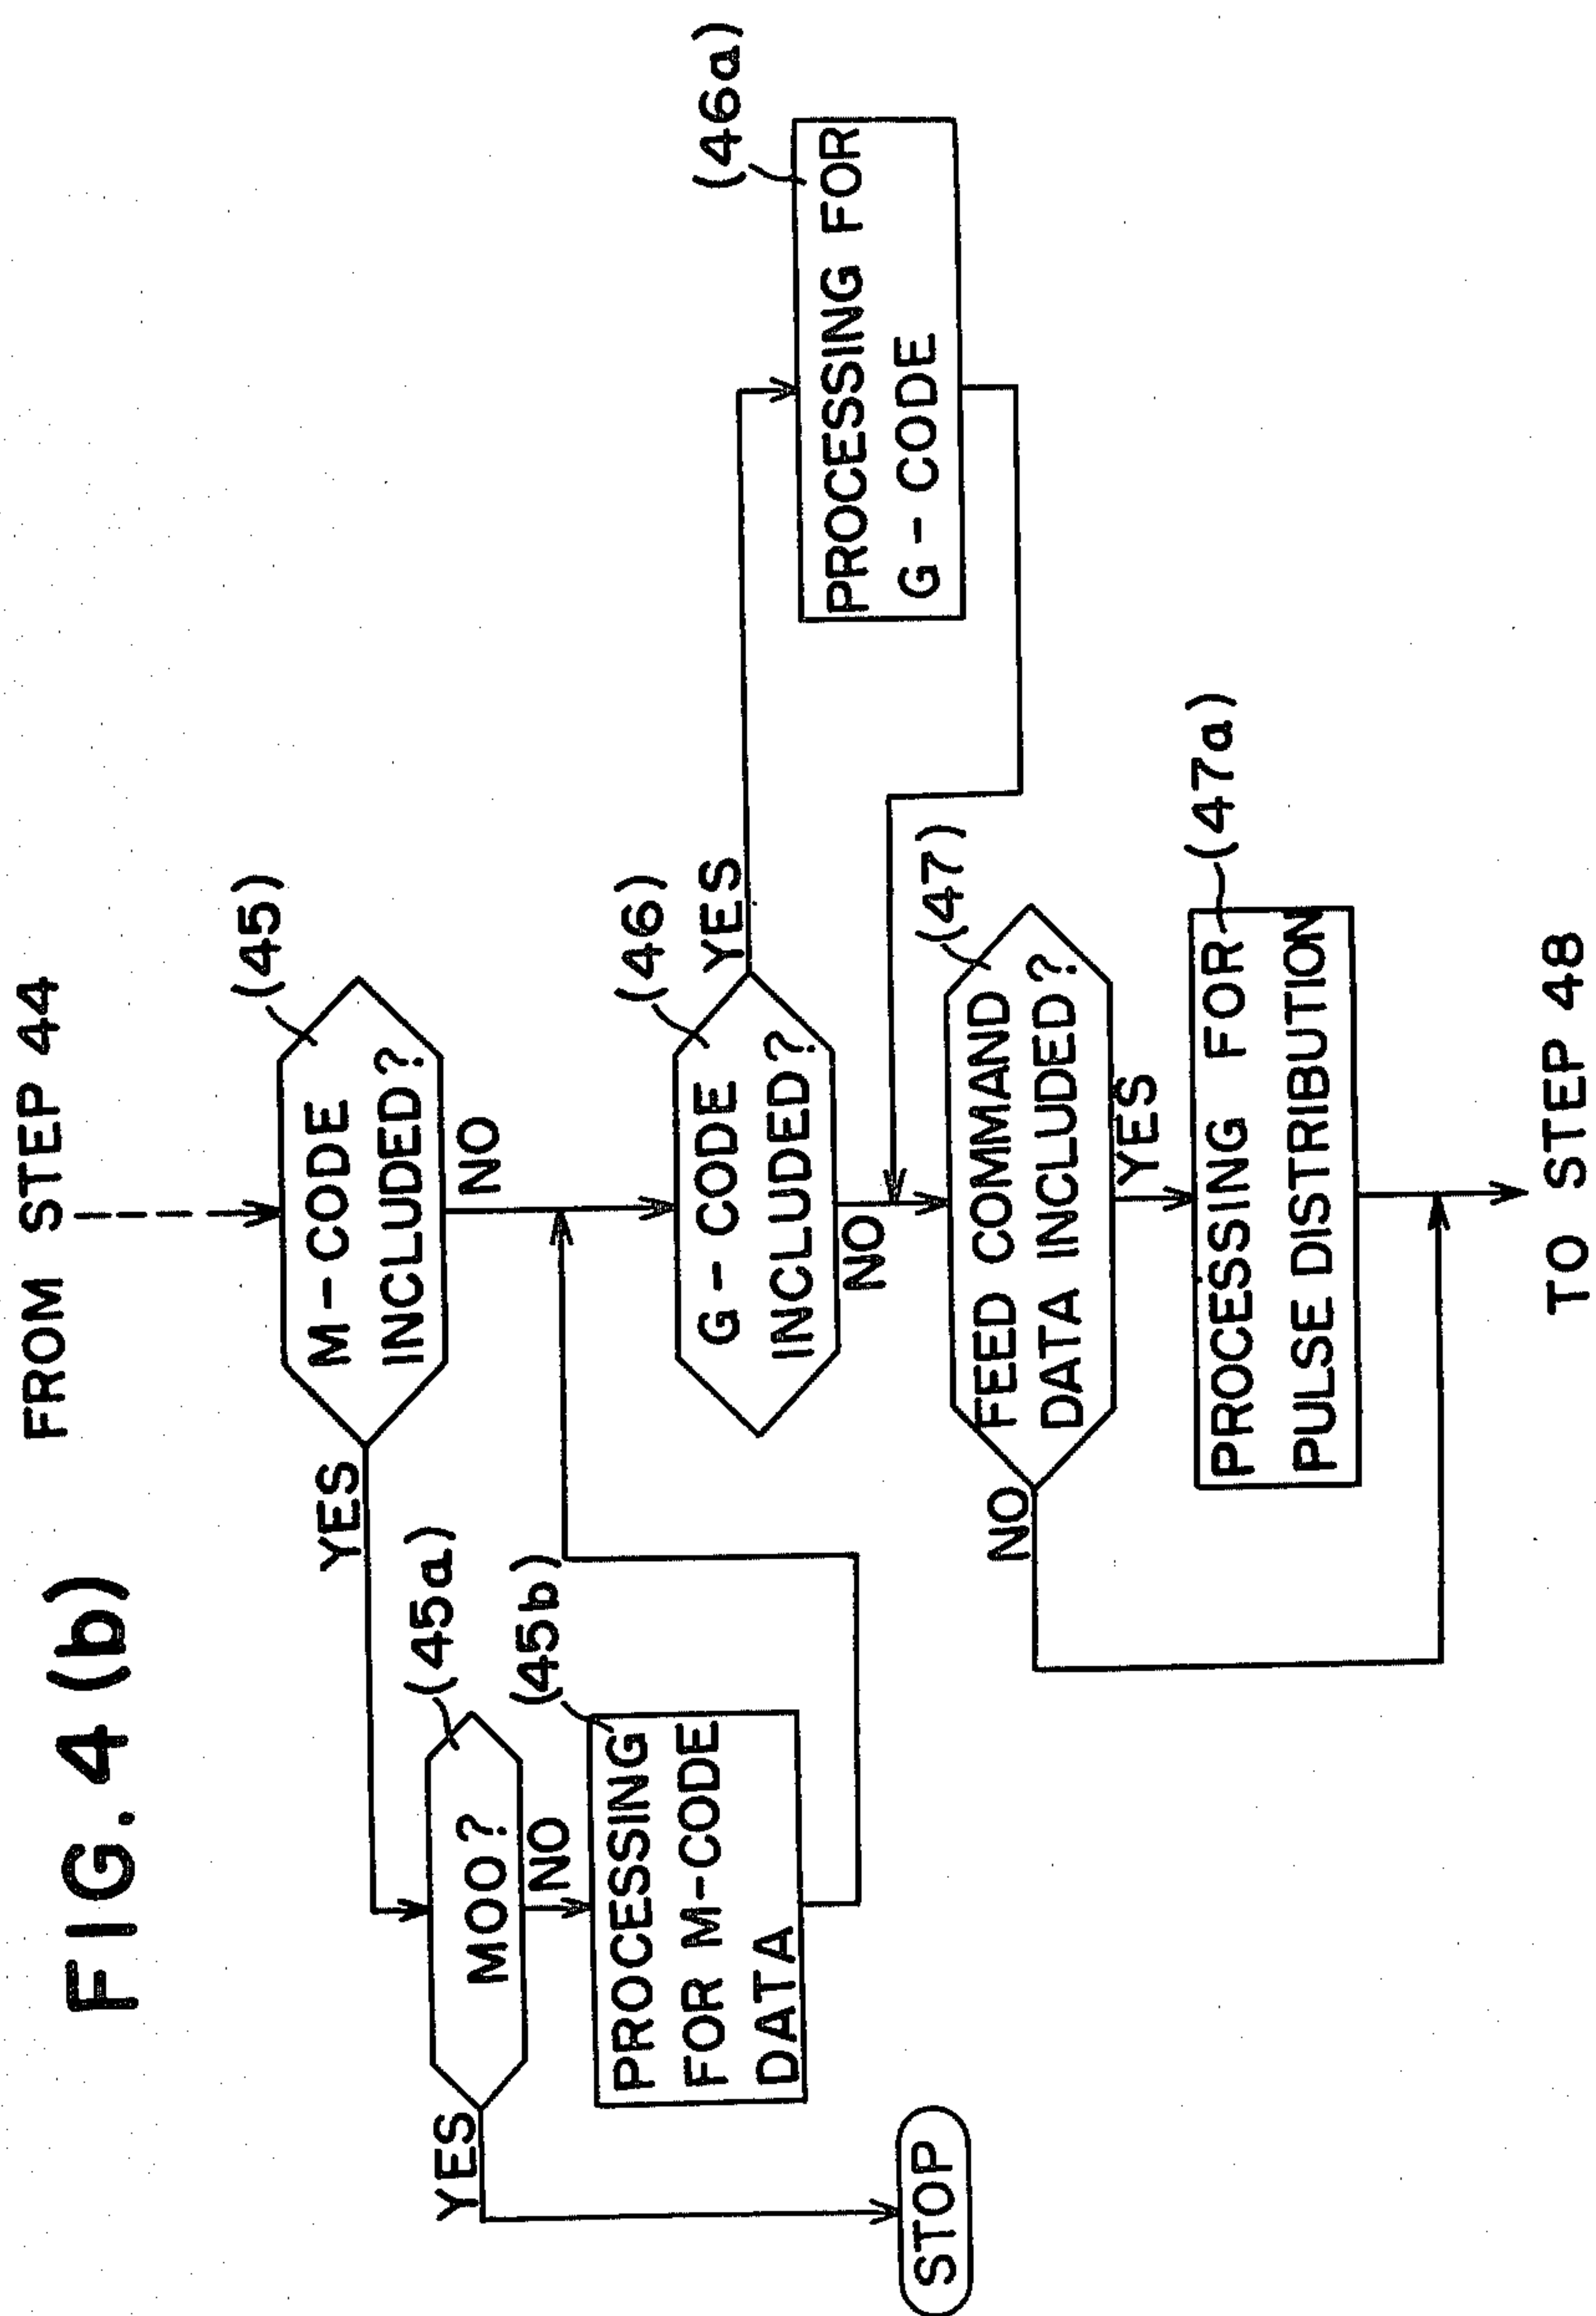 FIG. 4 (b)
FROM STEP 44
(45)
M-CODE
INCLUDED?
YES
NO
(45a)
M00?
YES
NO
(45b)
PROCESSING
FOR M-CODE
DATA
STOP
(46)
G-CODE
INCLUDED?
YES
NO
(46a)
PROCESSING FOR
G-CODE
(47)
FEED COMMAND
DATA INCLUDED?
NO
YES
(47a)
PROCESSING FOR
PULSE DISTRIBUTION
TO STEP 48